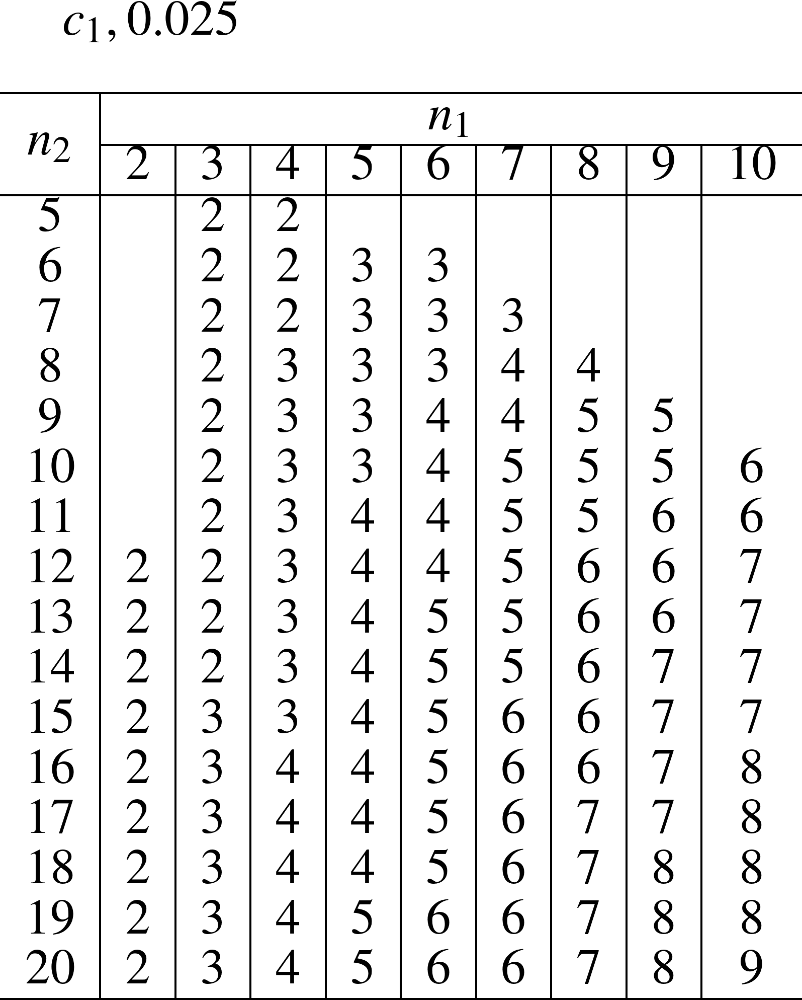 c₁, 0.025
n₁
n₂
2 3 4 5 6 7 8 9 10
5 2 2
6 2 2 3 3
7 2 2 3 3 3
8 2 3 3 3 4 4
9 2 3 3 4 4 5 5
10 2 3 3 4 5 5 5 6
11 2 3 4 4 5 5 6 6
12 2 2 3 4 4 5 6 6 7
13 2 2 3 4 5 5 6 6 7
14 2 2 3 4 5 5 6 7 7
15 2 3 3 4 5 6 6 7 7
16 2 3 4 4 5 6 6 7 8
17 2 3 4 4 5 6 7 7 8
18 2 3 4 4 5 6 7 8 8
19 2 3 4 5 6 6 7 8 8
20 2 3 4 5 6 6 7 8 9